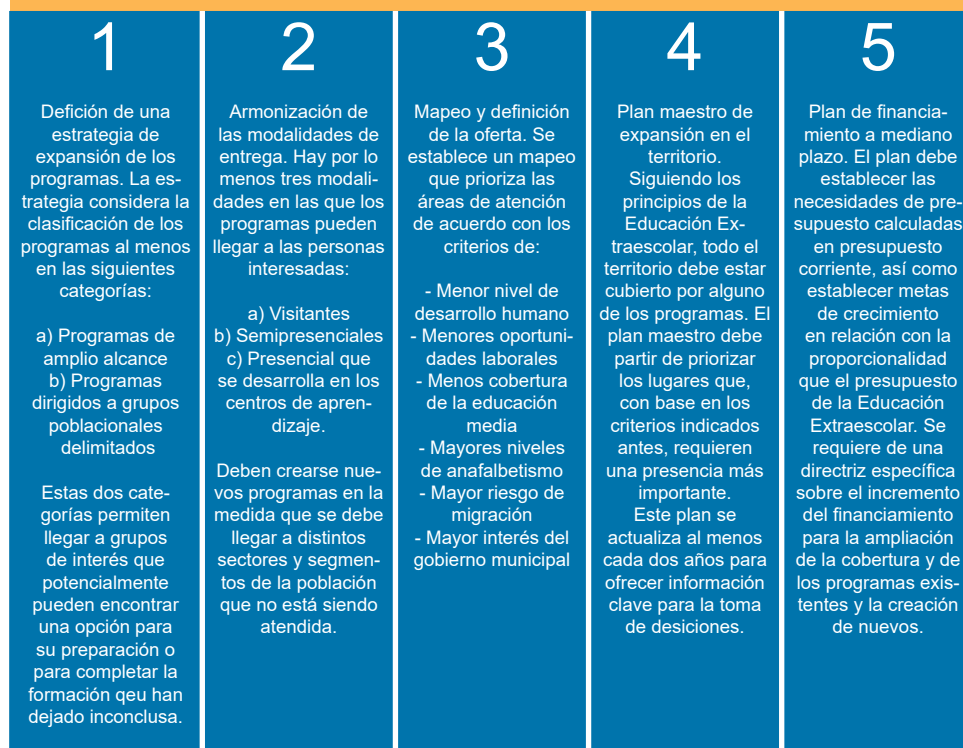 1
Defición de una
estrategia de
expansión de los
programas. La es-
trategia considera la
clasificación de los
programas al menos
en las siguientes
categorías:
a) Programas de
amplio alcance
b) Programas
dirigidos a grupos
poblacionales
delimitados
Estas dos cate-
gorías permiten
llegar a grupos
de interés que
potencialmente
pueden encontrar
una opción para
su preparación o
para completar la
formación qeu han
dejado inconclusa.
2
Armonización de
las modalidades de
entrega. Hay por lo
menos tres modali-
dades en las que los
programas pueden
llegar a las personas
interesadas:
a) Visitantes
b) Semipresenciales
c) Presencial que
se desarrolla en los
centros de apren-
dizaje.
Deben crearse nue-
vos programas en la
medida que se debe
llegar a distintos
sectores y segmen-
tos de la población
que no está siendo
atendida.
3
Mapeo y definición
de la oferta. Se
establece un mapeo
que prioriza las
áreas de atención
de acuerdo con los
criterios de:
- Menor nivel de
desarrollo humano
- Menores oportuni-
dades laborales
- Menos cobertura
de la educación
media
- Mayores niveles
de anafalbetismo
- Mayor riesgo de
migración
- Mayor interés del
gobierno municipal
4
Plan maestro de
expansión en el
territorio.
Siguiendo los
principios de la
Educación Ex-
traescolar, todo el
territorio debe estar
cubierto por alguno
de los programas. El
plan maestro debe
partir de priorizar
los lugares que,
con base en los
criterios indicados
antes, requieren
una presencia más
importante.
Este plan se
actualiza al menos
cada dos años para
ofrecer información
clave para la toma
de desiciones.
5
Plan de financia-
miento a mediano
plazo. El plan debe
establecer las
necesidades de pre-
supuesto calculadas
en presupuesto
corriente, así como
establecer metas
de crecimiento
en relación con la
proporcionalidad
que el presupuesto
de la Educación
Extraescolar. Se
requiere de una
directriz específica
sobre el incremento
del financiamiento
para la ampliación
de la cobertura y de
los programas exis-
tentes y la creación
de nuevos.